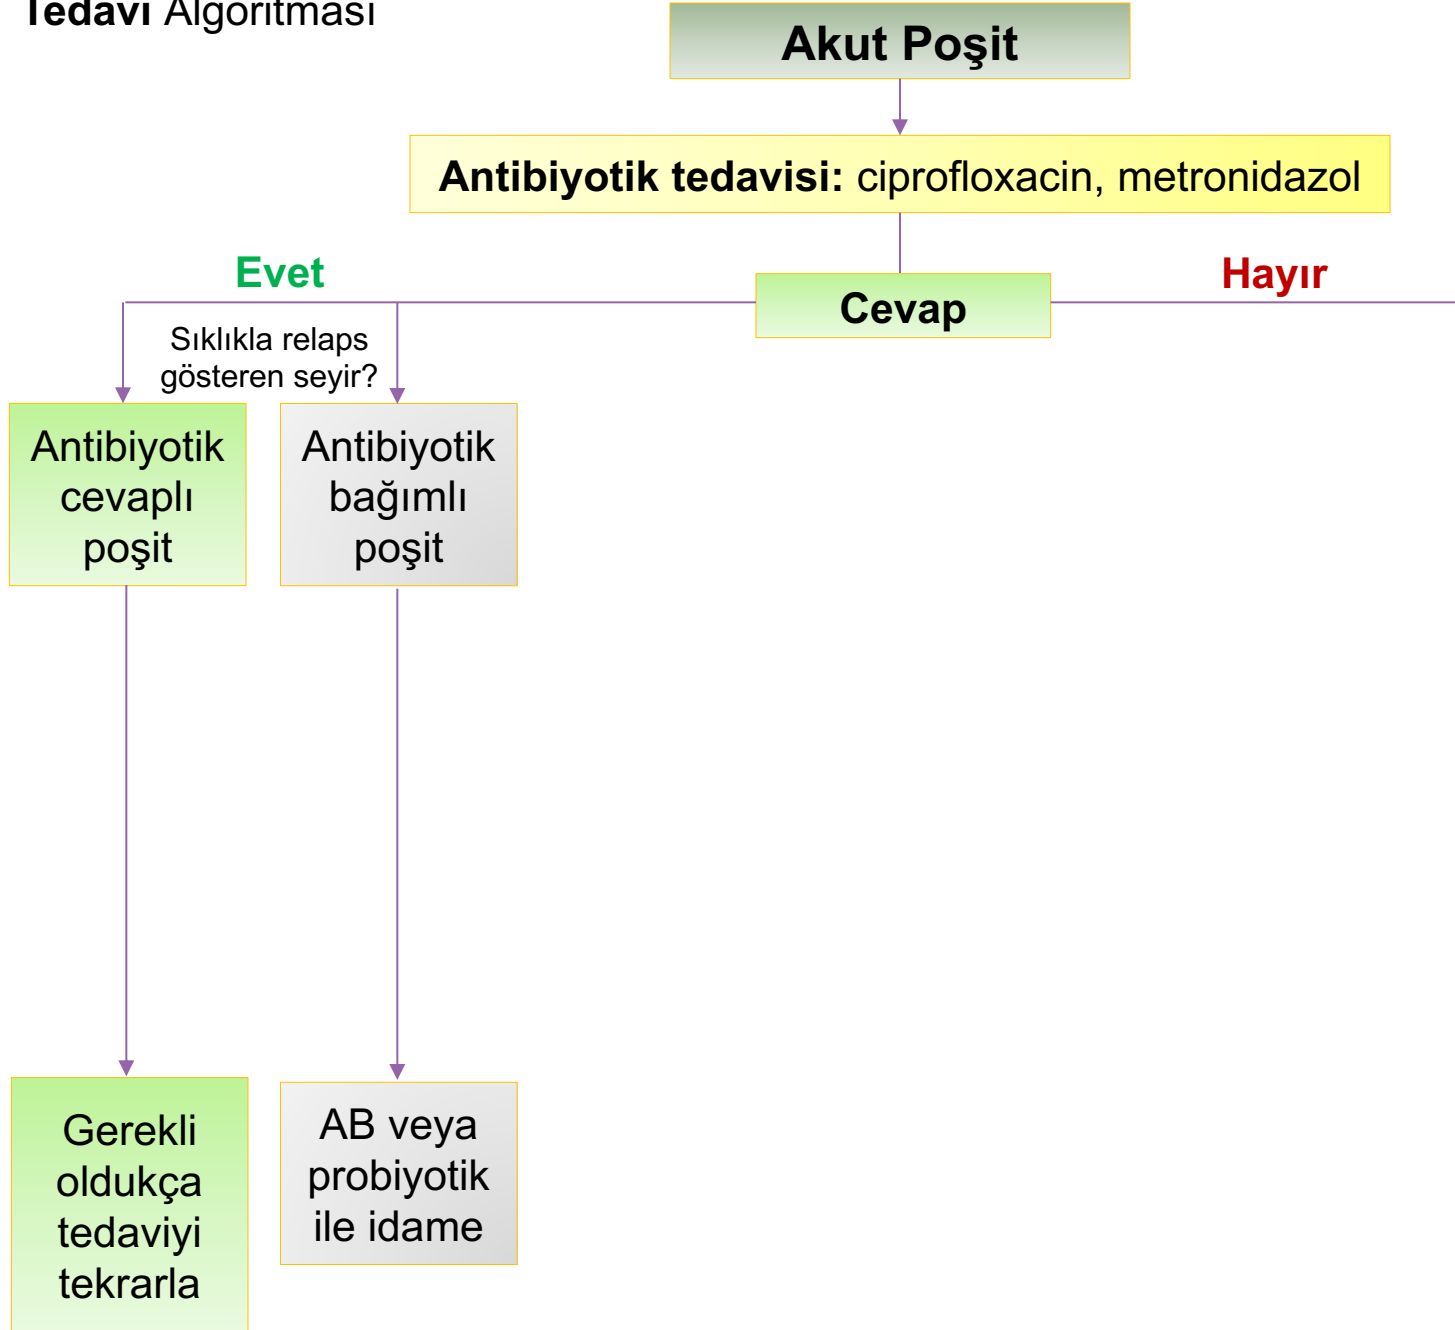 Tedavi Algoritması
Akut Poşit
Antibiyotik tedavisi: ciprofloxacin, metronidazol
Evet
Hayır
Cevap
Sıklıkla relaps
gösteren seyir?
Antibiyotik
cevaplı
poşit
Antibiyotik
bağımlı
poşit
Gerekli
oldukça
tedaviyi
tekrarla
AB veya
probiyotik
ile idame